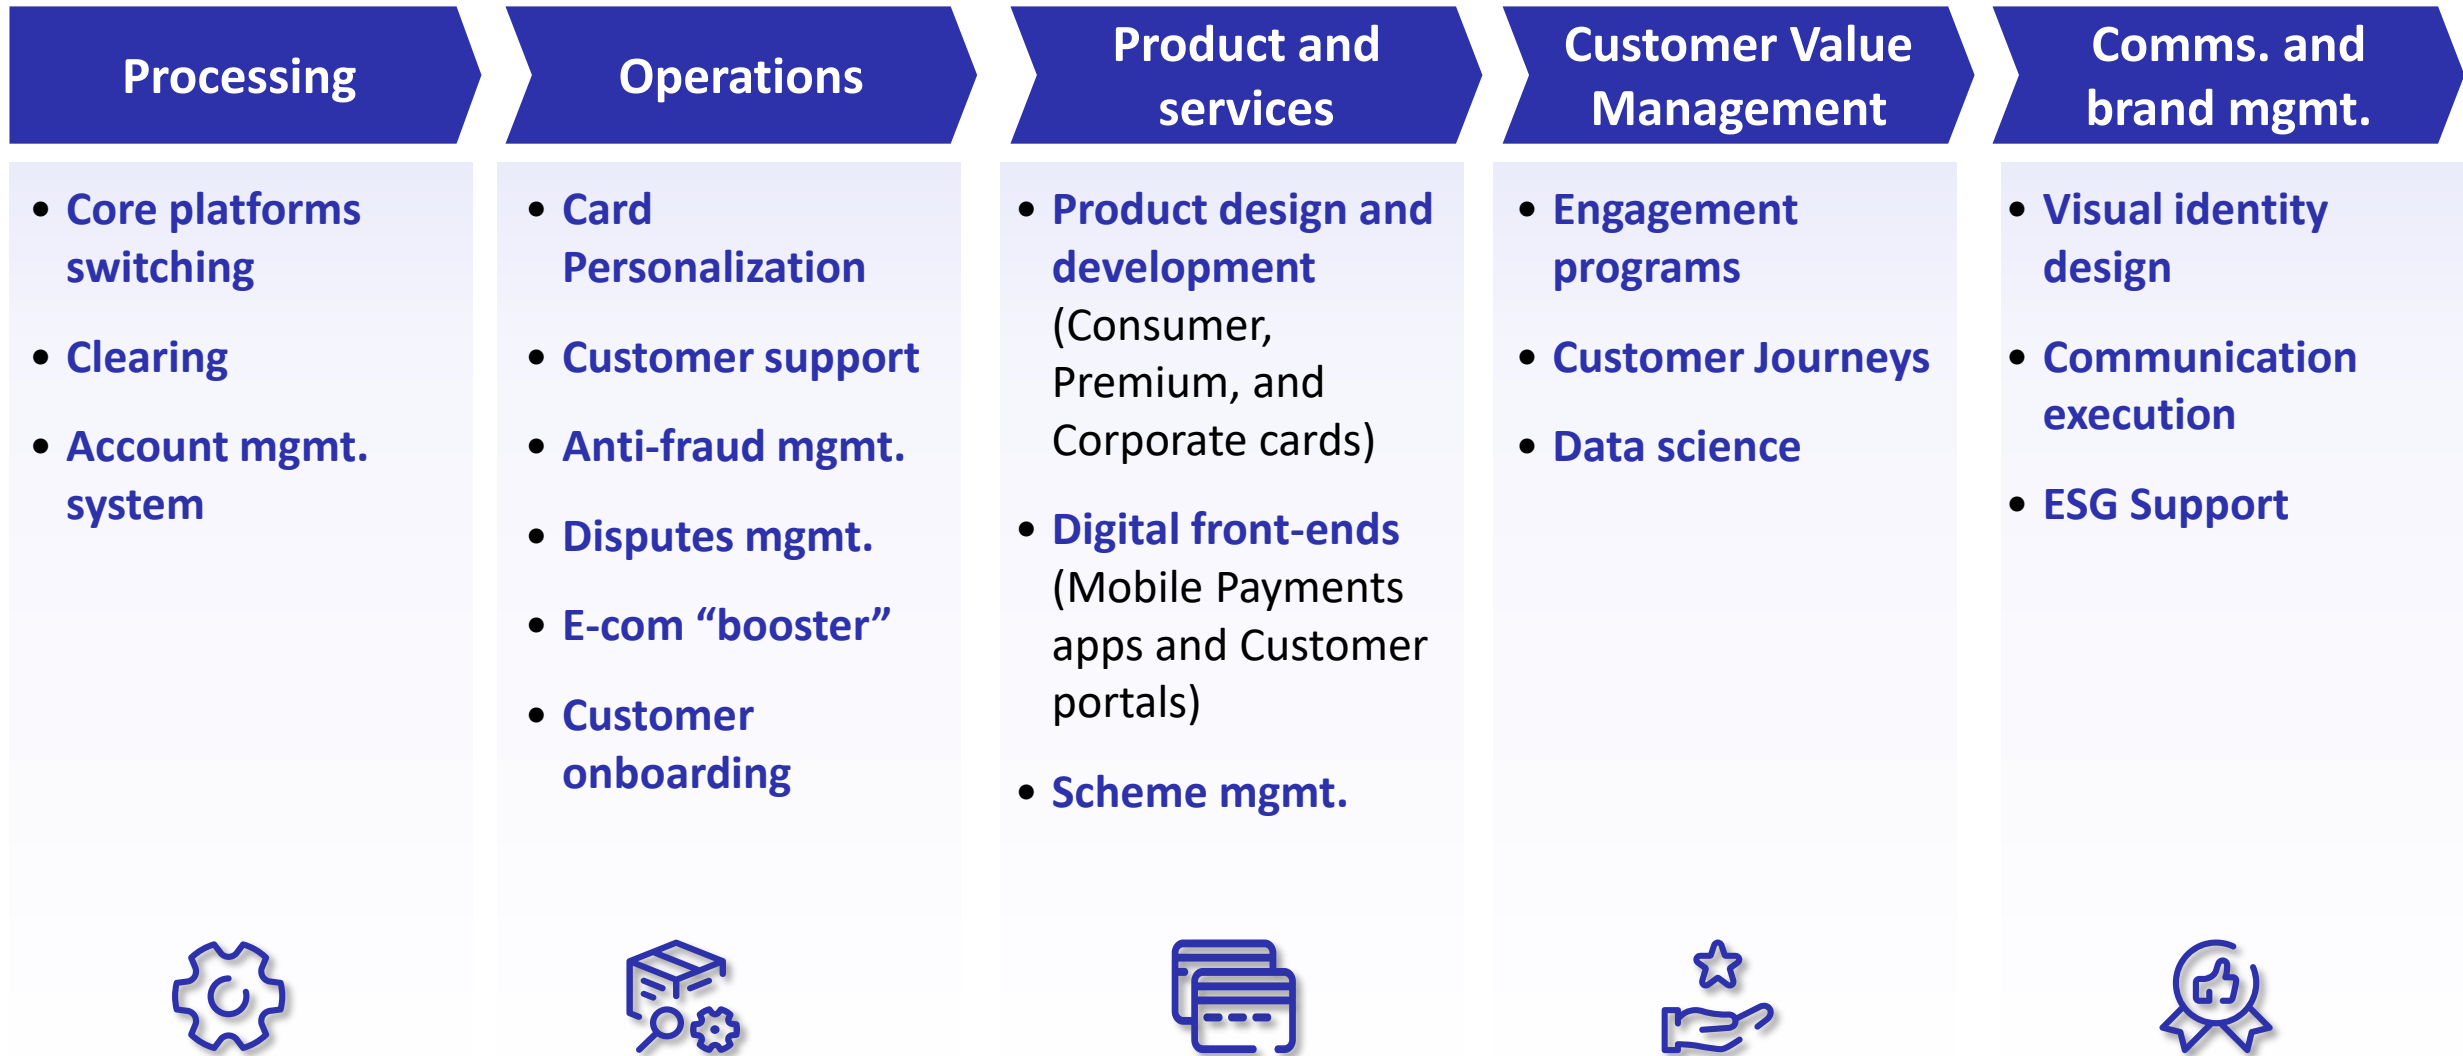 Processing
Operations
Product and
services
Customer Value
Management
Comms. and
brand mgmt.
• Core platforms
switching
• Clearing
• Account mgmt.
system
• Card
Personalization
• Customer support
• Anti-fraud mgmt.
• Disputes mgmt.
• E-com “booster”
• Customer
onboarding
• Product design and
development
(Consumer,
Premium, and
Corporate cards)
• Digital front-ends
(Mobile Payments
apps and Customer
portals)
• Scheme mgmt.
• Engagement
programs
• Customer Journeys
• Data science
• Visual identity
design
• Communication
execution
• ESG Support